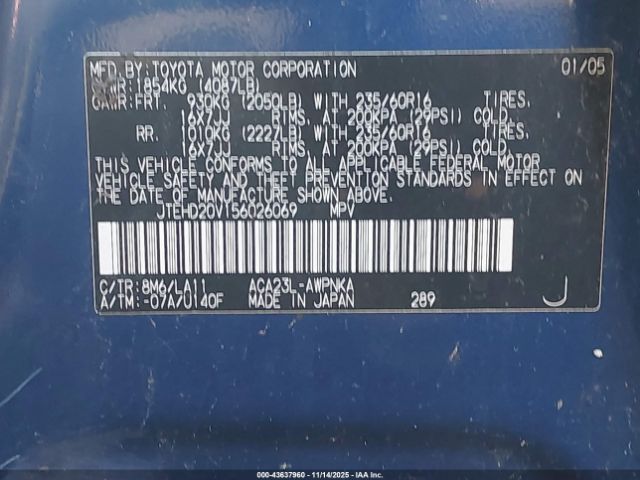 MFD. BY: TOYOTA MOTOR CORPORATION 01/05
GVWR: 1854KG (4087LB)
GAWR: FRT. 930KG (2050LB) WITH 235/60R16 TIRES,
16X7JJ RIMS, AT 200KPA (29PSI) COLD.
RR. 1010KG (2227LB) WITH 235/60R16 TIRES,
16X7JJ RIMS, AT 200KPA (29PSI) COLD.
THIS VEHICLE CONFORMS TO ALL APPLICABLE FEDERAL MOTOR
VEHICLE SAFETY AND THEFT PREVENTION STANDARDS IN EFFECT ON
THE DATE OF MANUFACTURE SHOWN ABOVE.
JTEHD20V156026069 MPV
C/TR: 8M6/LA11 ACA23L-AWPNKA
A/TM: -07A/U140F MADE IN JAPAN 289 J
000-43637960 - 11/14/2025 - IAA Inc.